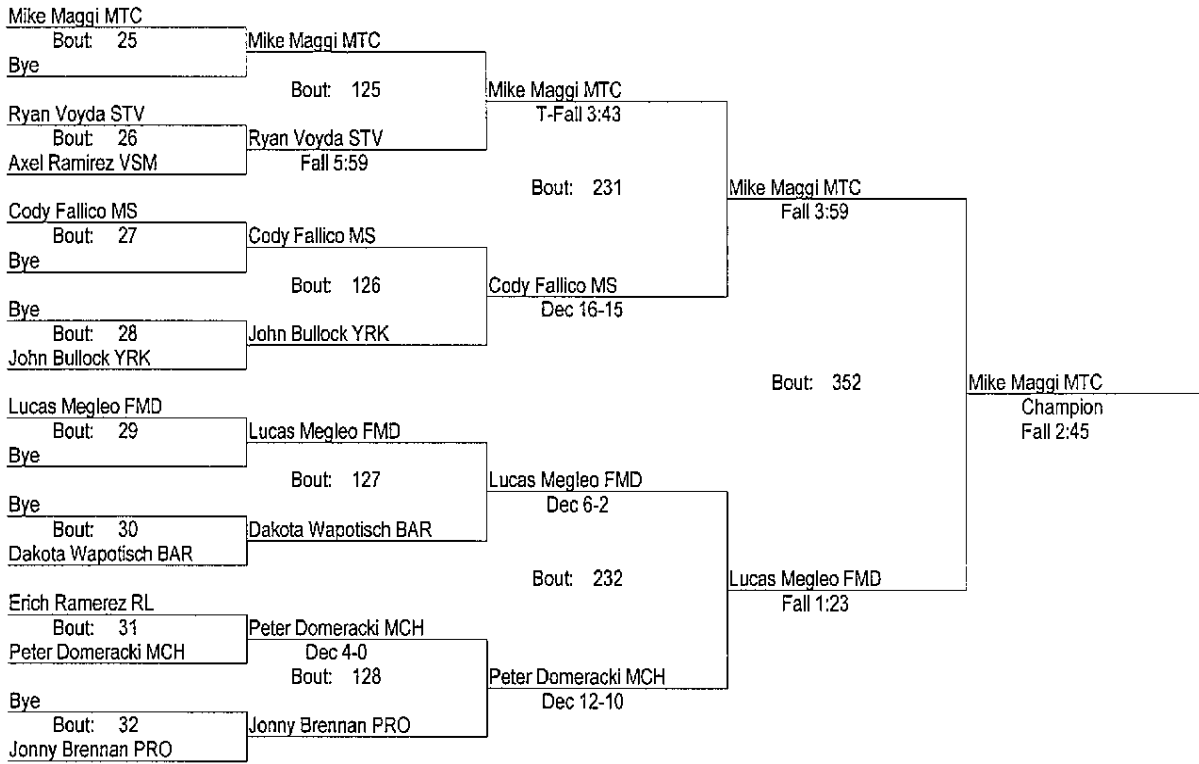 Mike Maggi MTC
Bout: 25
Bye
Ryan Voyda STV
Bout: 26
Axel Ramirez VSM
Cody Fallico MS
Bout: 27
Bye
Bye
Bout: 28
John Bullock YRK
Lucas Megleo FMD
Bout: 29
Bye
Bye
Bout: 30
Dakota Wapotisch BAR
Erich Ramerez RL
Bout: 31
Peter Domeracki MCH
Bye
Bout: 32
Jonny Brennan PRO
Mike Maggi MTC
Bout: 125
Ryan Voyda STV
Fall 5:59
Cody Fallico MS
Bout: 126
John Bullock YRK
Lucas Megleo FMD
Bout: 127
Dakota Wapotisch BAR
Peter Domeracki MCH
Dec 4-0
Bout: 128
Jonny Brennan PRO
Mike Maggi MTC
T-Fall 3:43
Bout: 231
Cody Fallico MS
Dec 16-15
Lucas Megleo FMD
Dec 6-2
Bout: 232
Peter Domeracki MCH
Dec 12-10
Mike Maggi MTC
Fall 3:59
Bout: 352
Lucas Megleo FMD
Fall 1:23
Mike Maggi MTC
Champion
Fall 2:45